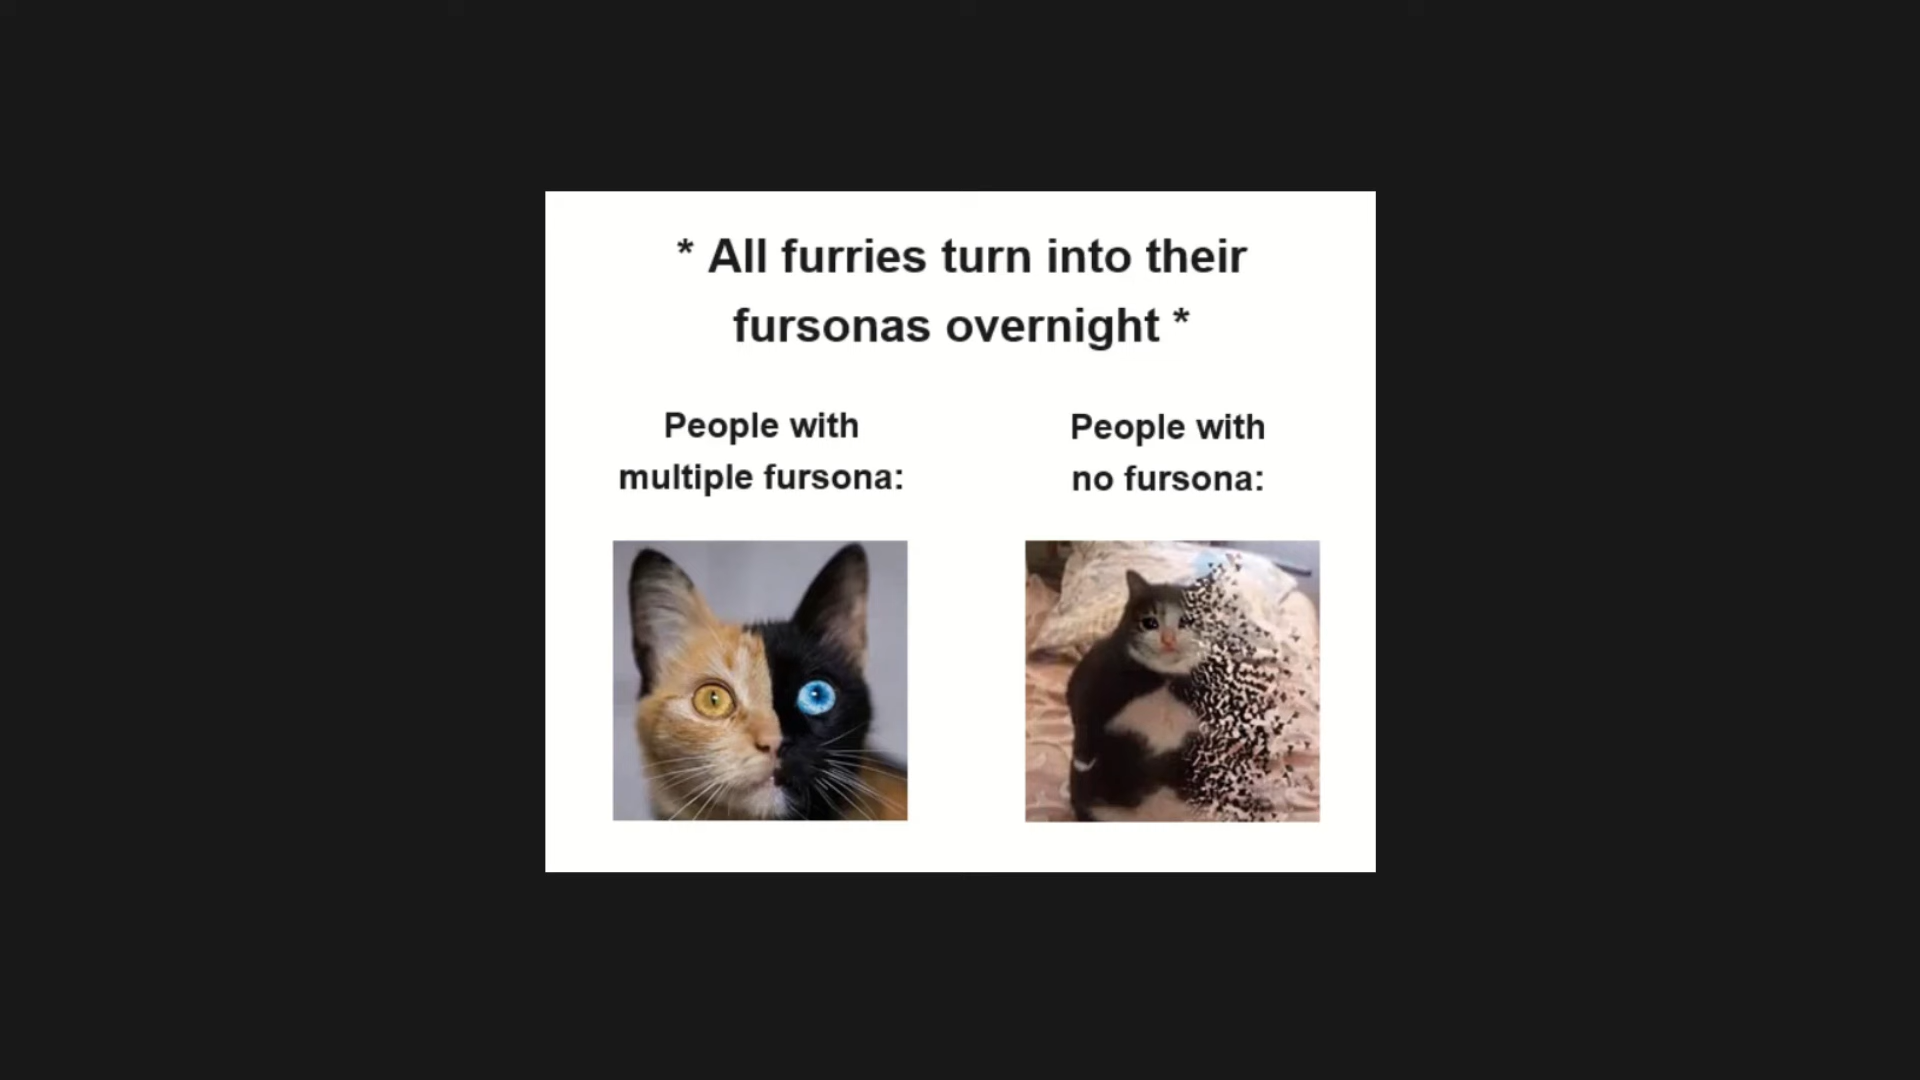 * All furries turn into their
fursonas overnight *
People with
multiple fursona:
People with
no fursona: